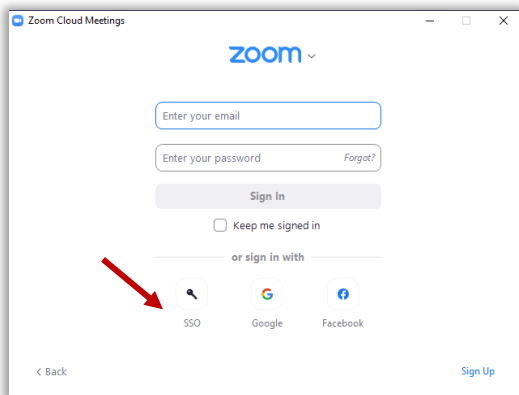 Zoom Cloud Meetings
zoom
Enter your email
Enter your password Forgot?
Sign In
Keep me signed in
or sign in with
SSO Google Facebook
< Back Sign Up